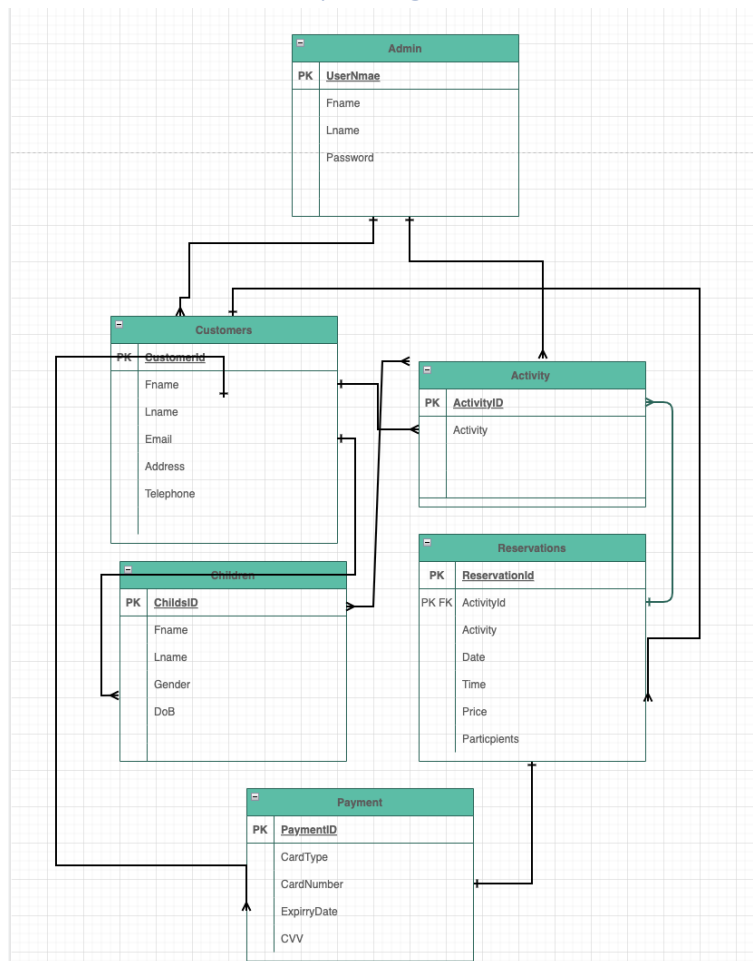 Admin
PK UserNmae
Fname
Lname
Password
Customers
PK CustomerId
Fname
Lname
Email
Address
Telephone
Activity
PK ActivityID
Activity
Children
PK ChildsID
Fname
Lname
Gender
DoB
Reservations
PK ReservationId
PK FK ActivityId
Activity
Date
Time
Price
Particpients
Payment
PK PaymentID
CardType
CardNumber
ExpirryDate
CVV